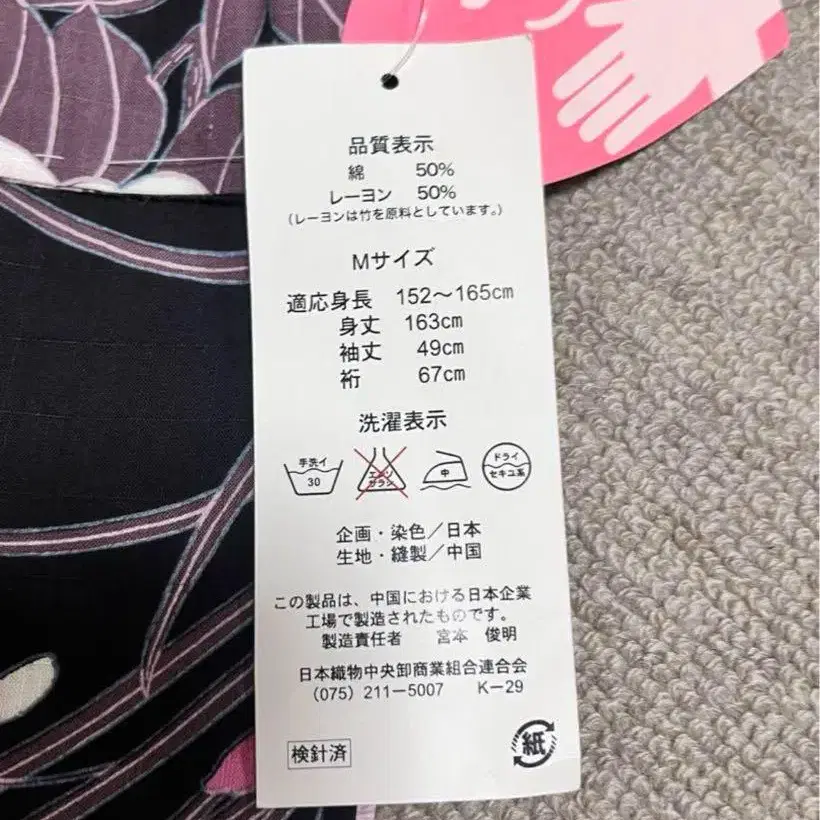 品質表示
綿 50%
レーヨン 50%
(レーヨンは竹を原料としています。)
Mサイズ
適応身長 152～165cm
身丈 163cm
袖丈 49cm
裄 67cm
洗濯表示
手洗イ
30
エンソ
サラシ
中
ドライ
セキユ系
企画・染色／日本
生地・縫製／中国
この製品は、中国における日本企業
工場で製造されたものです。
製造責任者 宮本 俊明
日本織物中央卸商業組合連合会
(075) 211－5007 K－29
検針済
紙